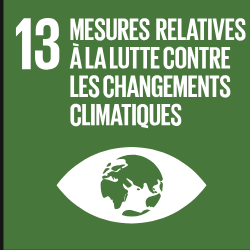 13 MESURES RELATIVES
À LA LUTTE CONTRE
LES CHANGEMENTS
CLIMATIQUES